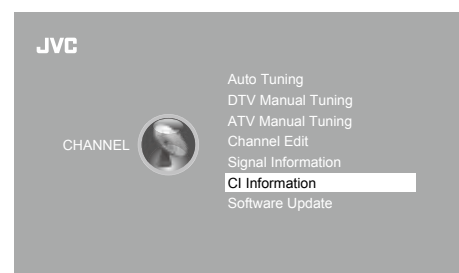 JVC
CHANNEL
Auto Tuning
DTV Manual Tuning
ATV Manual Tuning
Channel Edit
Signal Information
CI Information
Software Update